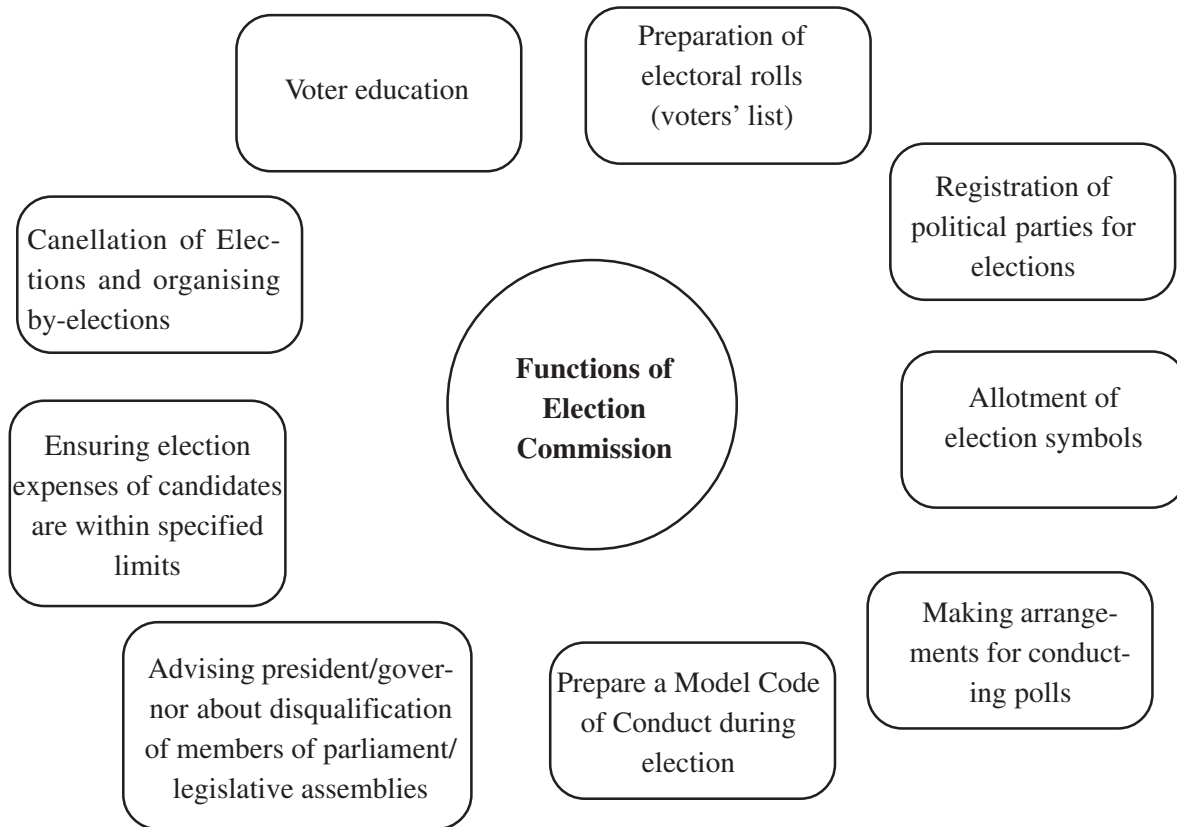 Voter education
Preparation of
electoral rolls
(voters’ list)
Registration of
political parties for
elections
Canellation of Elec-
tions and organising
by-elections
Functions of
Election
Commission
Allotment of
election symbols
Ensuring election
expenses of candidates
are within specified
limits
Making arrange-
ments for conduct-
ing polls
Advising president/gover-
nor about disqualification
of members of parliament/
legislative assemblies
Prepare a Model Code
of Conduct during
election